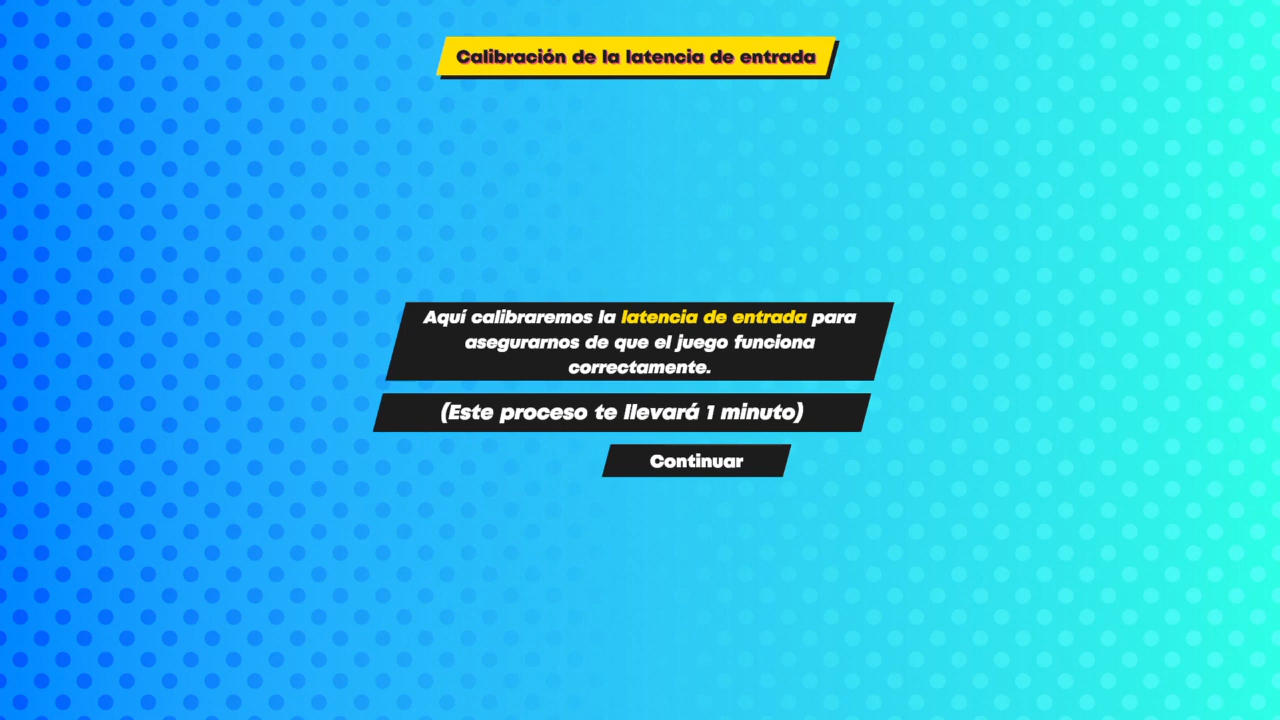 Calibración de la latencia de entrada
Aquí calibraremos la latencia de entrada para
asegurarnos de que el juego funciona
correctamente.
(Este proceso te llevará 1 minuto)
Continuar